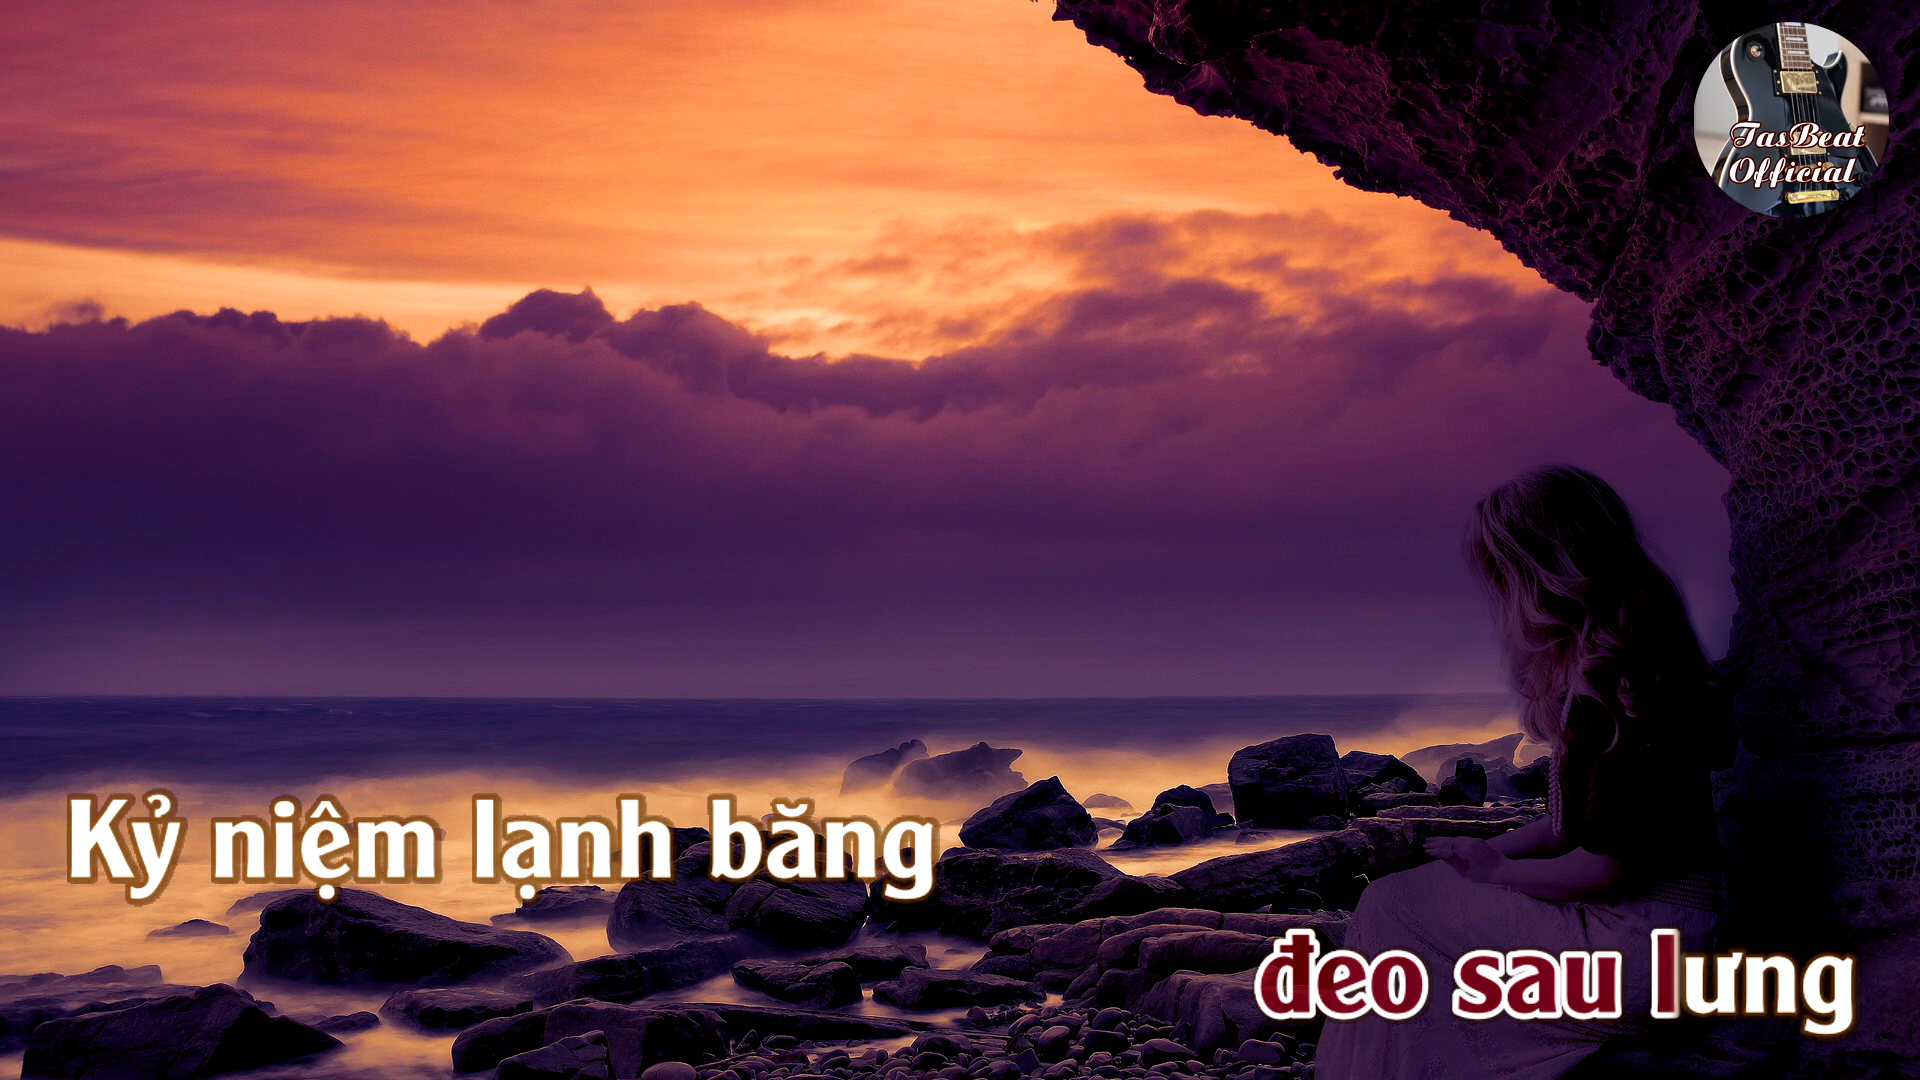 TasBeat
Official
Kỷ niệm lạnh băng
đeo sau lưng